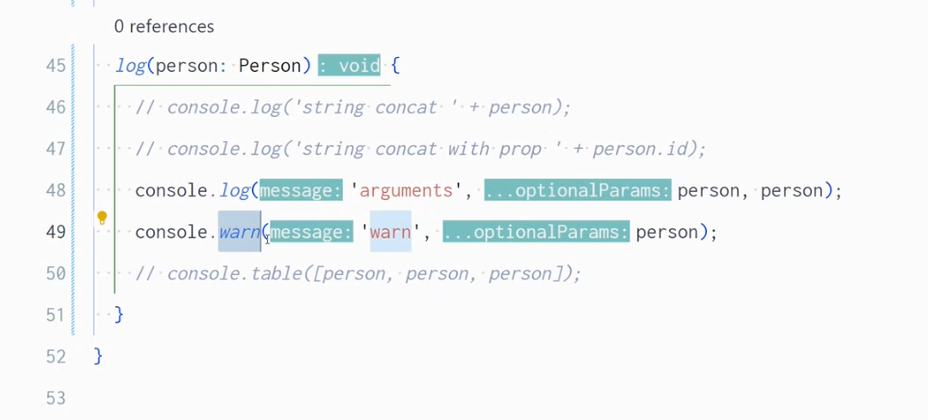 0 references
45 log(person: Person) : void {
46 // console.log('string concat ' + person);
47 // console.log('string concat with prop ' + person.id);
48 console.log(message: 'arguments', ...optionalParams: person, person);
49 console.warn(message: 'warn', ...optionalParams: person);
50 // console.table([person, person, person]);
51 }
52 }
53